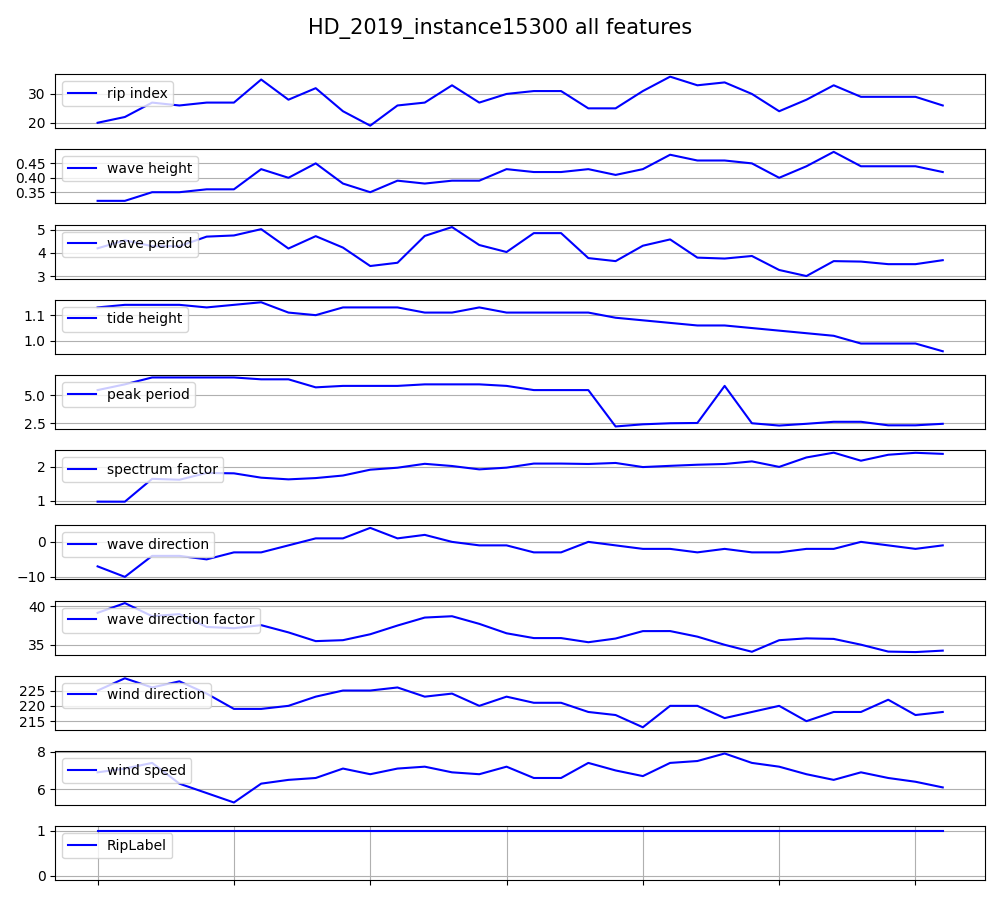 HD_2019_instance15300 all features
30
20
rip index
0.45
0.40
0.35
wave height
5
4
3
wave period
1.1
1.0
tide height
5.0
2.5
peak period
2
1
spectrum factor
0
−10
wave direction
40
35
wave direction factor
225
220
215
wind direction
8
6
wind speed
1
0
RipLabel